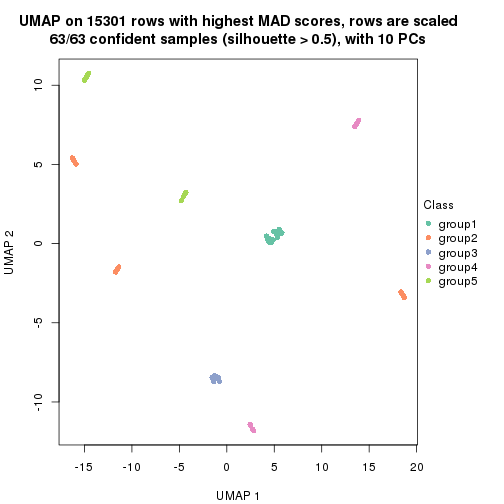 UMAP on 15301 rows with highest MAD scores, rows are scaled
63/63 confident samples (silhouette > 0.5), with 10 PCs
10
5
0
-5
-10
UMAP 2
-15
-10
-5
0
5
10
15
20
UMAP 1
Class
group1
group2
group3
group4
group5